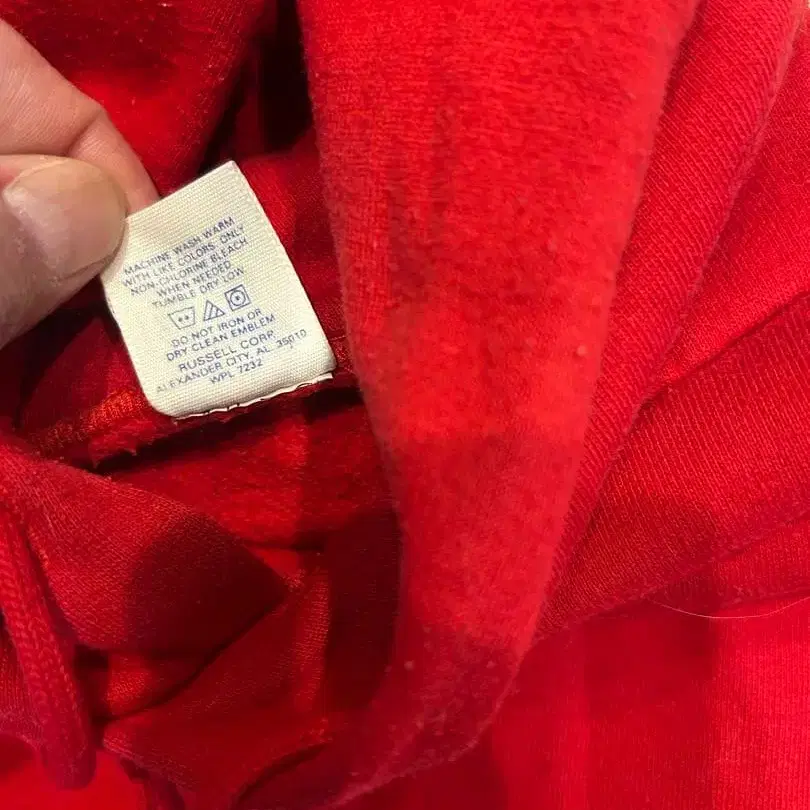 MACHINE WASH WARM
WITH LIKE COLORS. ONLY
NON-CHLORINE BLEACH
WHEN NEEDED
TUMBLE DRY LOW
DO NOT IRON OR
DRY CLEAN EMBLEM
RUSSELL CORP.
ALEXANDER CITY, AL. 35010
WPL 7232